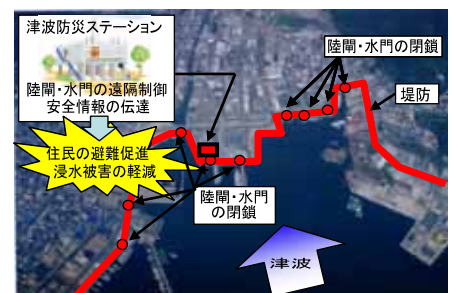 津波防災ステーション
陸閘・水門の遠隔制御
安全情報の伝達
住民の避難促進
浸水被害の軽減
陸閘・水門の閉鎖
堤防
陸閘・水門
の閉鎖
津波